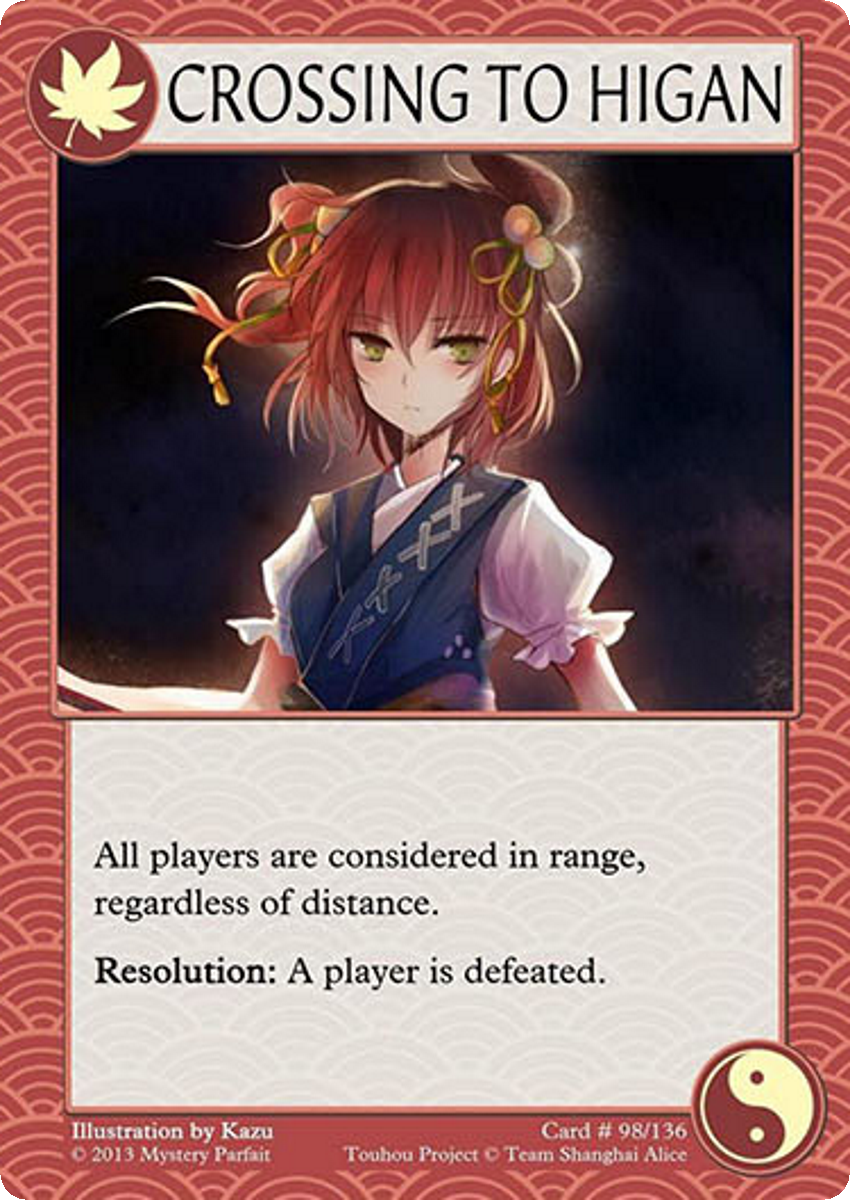 CROSSING TO HIGAN
All players are considered in range,
regardless of distance.
Resolution: A player is defeated.
Illustration by Kazu
Card # 98/136
© 2013 Mystery Parfait
Touhou Project © Team Shanghai Alice